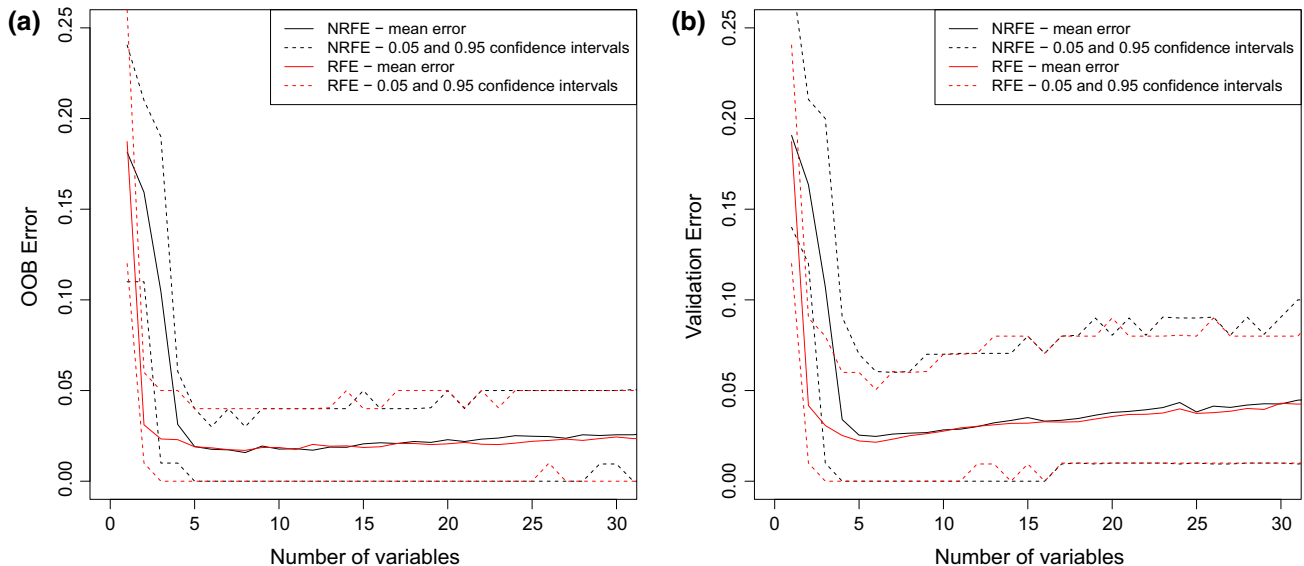 (a)
NRFE − mean error
NRFE − 0.05 and 0.95 confidence intervals
RFE − mean error
RFE − 0.05 and 0.95 confidence intervals
OOB Error
0.25
0.20
0.15
0.10
0.05
0.00
0 5 10 15 20 25 30
Number of variables
(b)
NRFE − mean error
NRFE − 0.05 and 0.95 confidence intervals
RFE − mean error
RFE − 0.05 and 0.95 confidence intervals
Validation Error
0.25
0.20
0.15
0.10
0.05
0.00
0 5 10 15 20 25 30
Number of variables